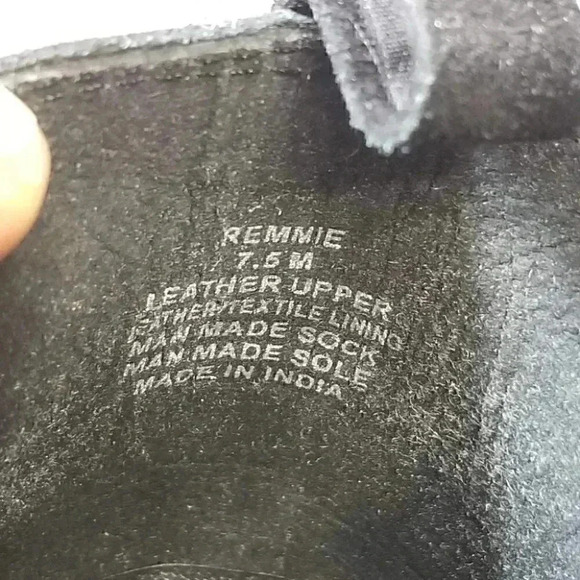 REMMIE
7.5 M
LEATHER UPPER
LEATHER/TEXTILE LINING
MAN MADE SOCK
MAN MADE SOLE
MADE IN INDIA